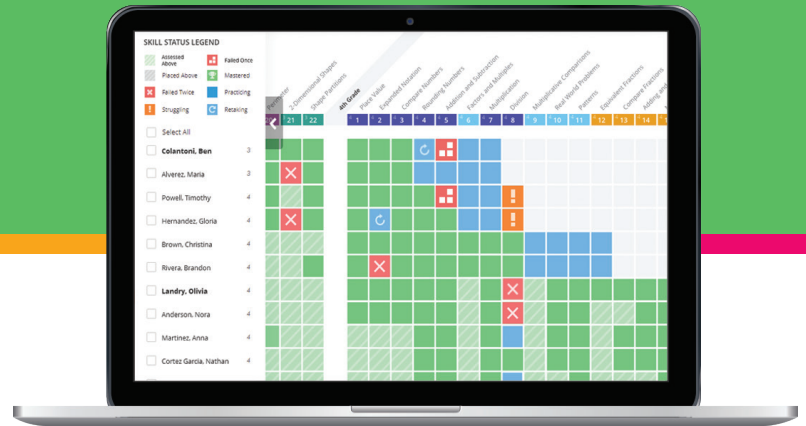 SKILL STATUS LEGEND
Assessed
Above
Failed Once
Placed Above
Mastered
Failed Twice
Practicing
Struggling
Retaking
Select All
Perimeter
2-Dimensional Shapes
Shape Partitions
4th Grade
Place Value
Expanded Notation
Compare Numbers
Rounding Numbers
Addition and Subtraction
Factors and Multiples
Multiplication
Division
Multiplicative Comparisons
Real World Problems
Patterns
Equivalent Fractions
Compare Fractions
Adding and
21 22 1 2 3 4 5 6 7 8 9 10 11 12 13 14
Colantoni, Ben 3
Alverez, Maria 3
Powell, Timothy 4
Hernandez, Gloria 4
Brown, Christina 4
Rivera, Brandon 4
Landry, Olivia 4
Anderson, Nora 4
Martinez, Anna 4
Cortez Garcia, Nathan 4